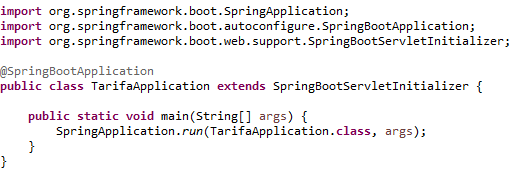 import org.springframework.boot.SpringApplication;
import org.springframework.boot.autoconfigure.SpringBootApplication;
import org.springframework.boot.web.support.SpringBootServletInitializer;

@SpringBootApplication
public class TarifaApplication extends SpringBootServletInitializer {

    public static void main(String[] args) {
        SpringApplication.run(TarifaApplication.class, args);
    }
}